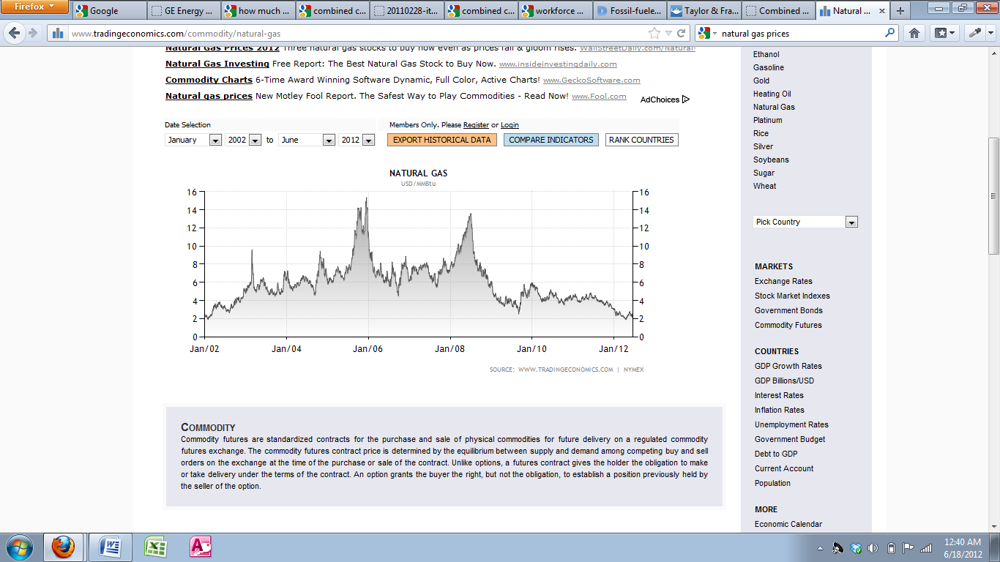 Firefox
Google
GE Energy ...
how much ...
combined c...
20110228-it...
combined c...
workforce ...
Fossil-fuele...
Taylor & Fra...
Combined ...
Natural ...
www.tradingeconomics.com/commodity/natural-gas
natural gas prices
Natural Gas Prices 2012 Three natural gas stocks to buy now even as prices fall & gloom rises. WallStreetDaily.com/Natural-
Natural Gas Investing Free Report: The Best Natural Gas Stock to Buy Now. www.insideinvestingdaily.com
Commodity Charts 6-Time Award Winning Software Dynamic, Full Color, Active Charts! www.GeckoSoftware.com
Natural gas prices New Motley Fool Report. The Safest Way to Play Commodities - Read Now! www.Fool.com
AdChoices
Date Selection
Members Only. Please Register or Login
January 2002 to June 2012
EXPORT HISTORICAL DATA
COMPARE INDICATORS
RANK COUNTRIES
NATURAL GAS
USD/MMBtu
16 16
14 14
12 12
10 10
8 8
6 6
4 4
2 2
0 0
Jan/02 Jan/04 Jan/06 Jan/08 Jan/10 Jan/12
SOURCE: WWW.TRADINGECONOMICS.COM | NYMEX
COMMODITY
Commodity futures are standardized contracts for the purchase and sale of physical commodities for future delivery on a regulated commodity
futures exchange. The commodity futures contract price is determined by the equilibrium between supply and demand among competing buy and sell
orders on the exchange at the time of the purchase or sale of the contract. Unlike options, a futures contract gives the holder the obligation to make
or take delivery under the terms of the contract. An option grants the buyer the right, but not the obligation, to establish a position previously held by
the seller of the option.
Ethanol
Gasoline
Gold
Heating Oil
Natural Gas
Platinum
Rice
Silver
Soybeans
Sugar
Wheat
Pick Country
MARKETS
Exchange Rates
Stock Market Indexes
Government Bonds
Commodity Futures
COUNTRIES
GDP Growth Rates
GDP Billions/USD
Interest Rates
Inflation Rates
Unemployment Rates
Government Budget
Debt to GDP
Current Account
Population
MORE
Economic Calendar
12:40 AM
6/18/2012